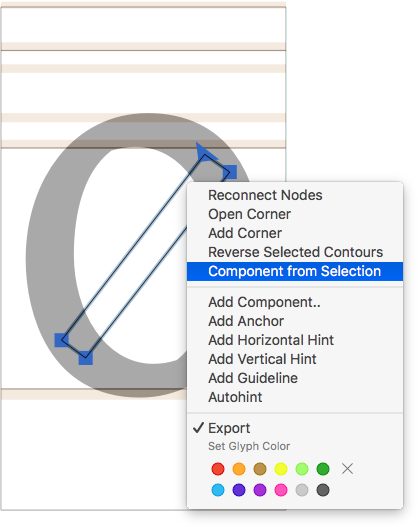 Reconnect Nodes
Open Corner
Add Corner
Reverse Selected Contours
Component from Selection
Add Component..
Add Anchor
Add Horizontal Hint
Add Vertical Hint
Add Guideline
Autohint
Export
Set Glyph Color